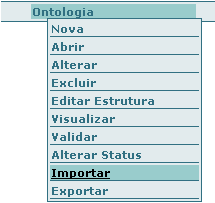 Ontologia
Nova
Abrir
Alterar
Excluir
Editar Estrutura
Visualizar
Validar
Alterar Status
Importar
Exportar